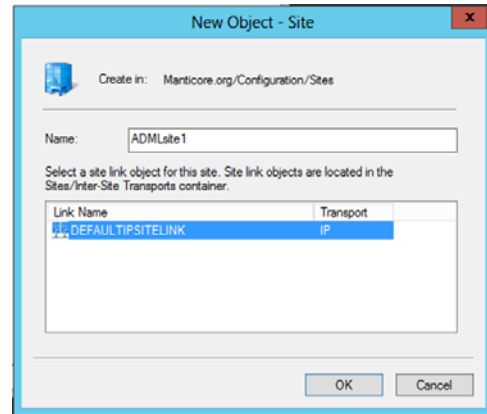 New Object - Site
x
Create in: Manticore.org/Configuration/Sites
Name: ADMLsite1
Select a site link object for this site. Site link objects are located in the
Sites/Inter-Site Transports container.
Link Name Transport
DEFAULTIPSITELINK IP
OK Cancel